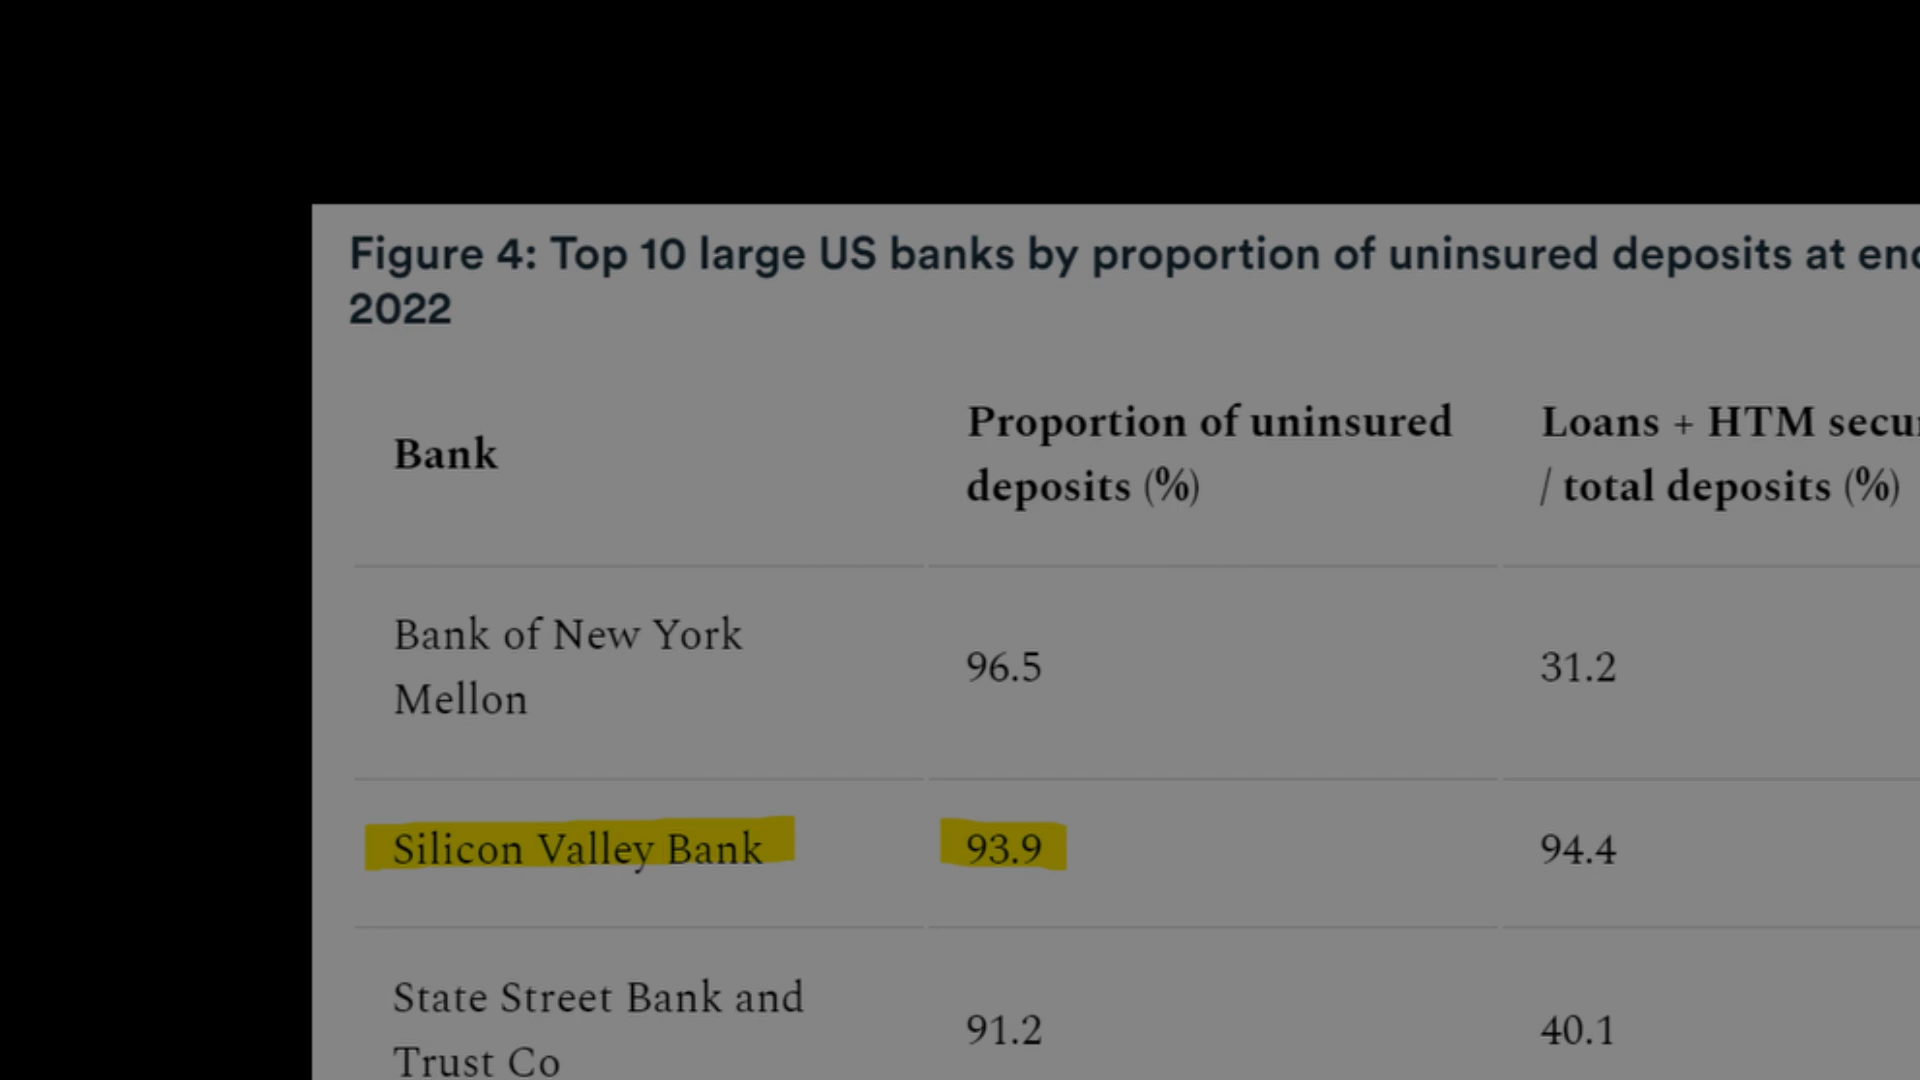 Figure 4: Top 10 large US banks by proportion of uninsured deposits at
2022
Bank
Proportion of uninsured
deposits (%)
Loans + HTM
/ total deposits (%)
Bank of New York
Mellon
96.5
31.2
Silicon Valley Bank
93.9
94.4
State Street Bank and
Trust Co
91.2
40.1